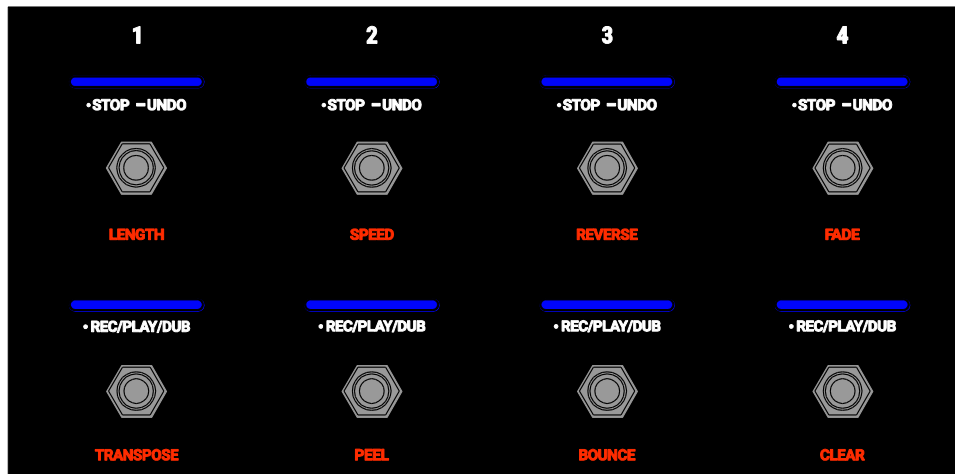 1 2 3 4
•STOP –UNDO •STOP –UNDO •STOP –UNDO •STOP –UNDO
LENGTH SPEED REVERSE FADE
•REC/PLAY/DUB •REC/PLAY/DUB •REC/PLAY/DUB •REC/PLAY/DUB
TRANSPOSE PEEL BOUNCE CLEAR